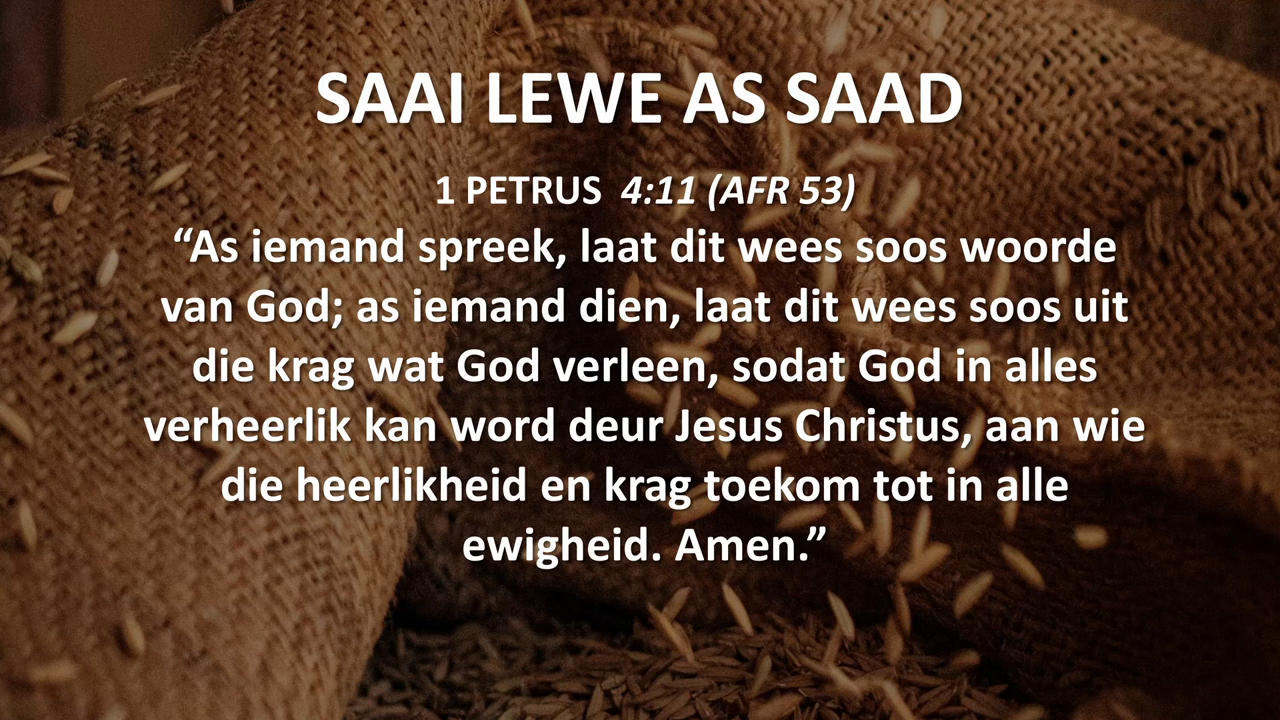 SAAI LEWE AS SAAD
1 PETRUS 4:11 (AFR 53)
“As iemand spreek, laat dit wees soos woorde
van God; as iemand dien, laat dit wees soos uit
die krag wat God verleen, sodat God in alles
verheerlik kan word deur Jesus Christus, aan wie
die heerlikheid en krag toekom tot in alle
ewigheid. Amen.”